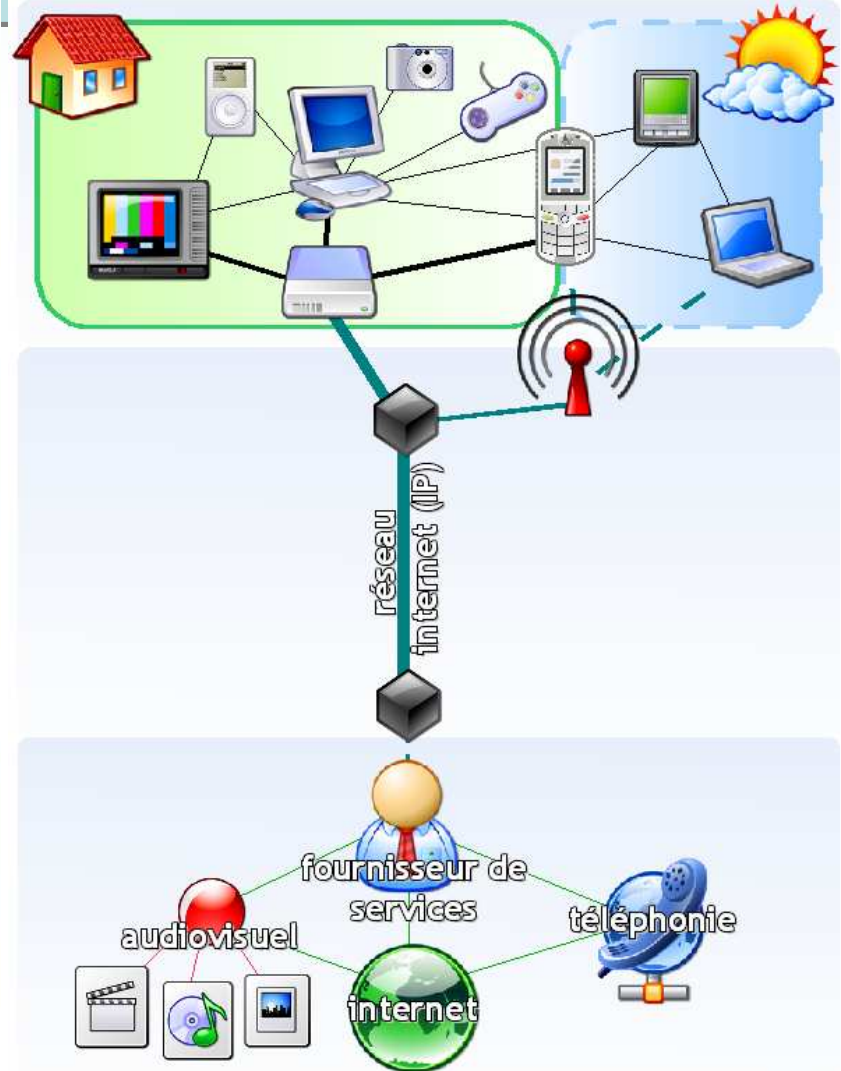 réseau
internet (IP)
fournisseur de
services
audiovisuel
téléphonie
internet